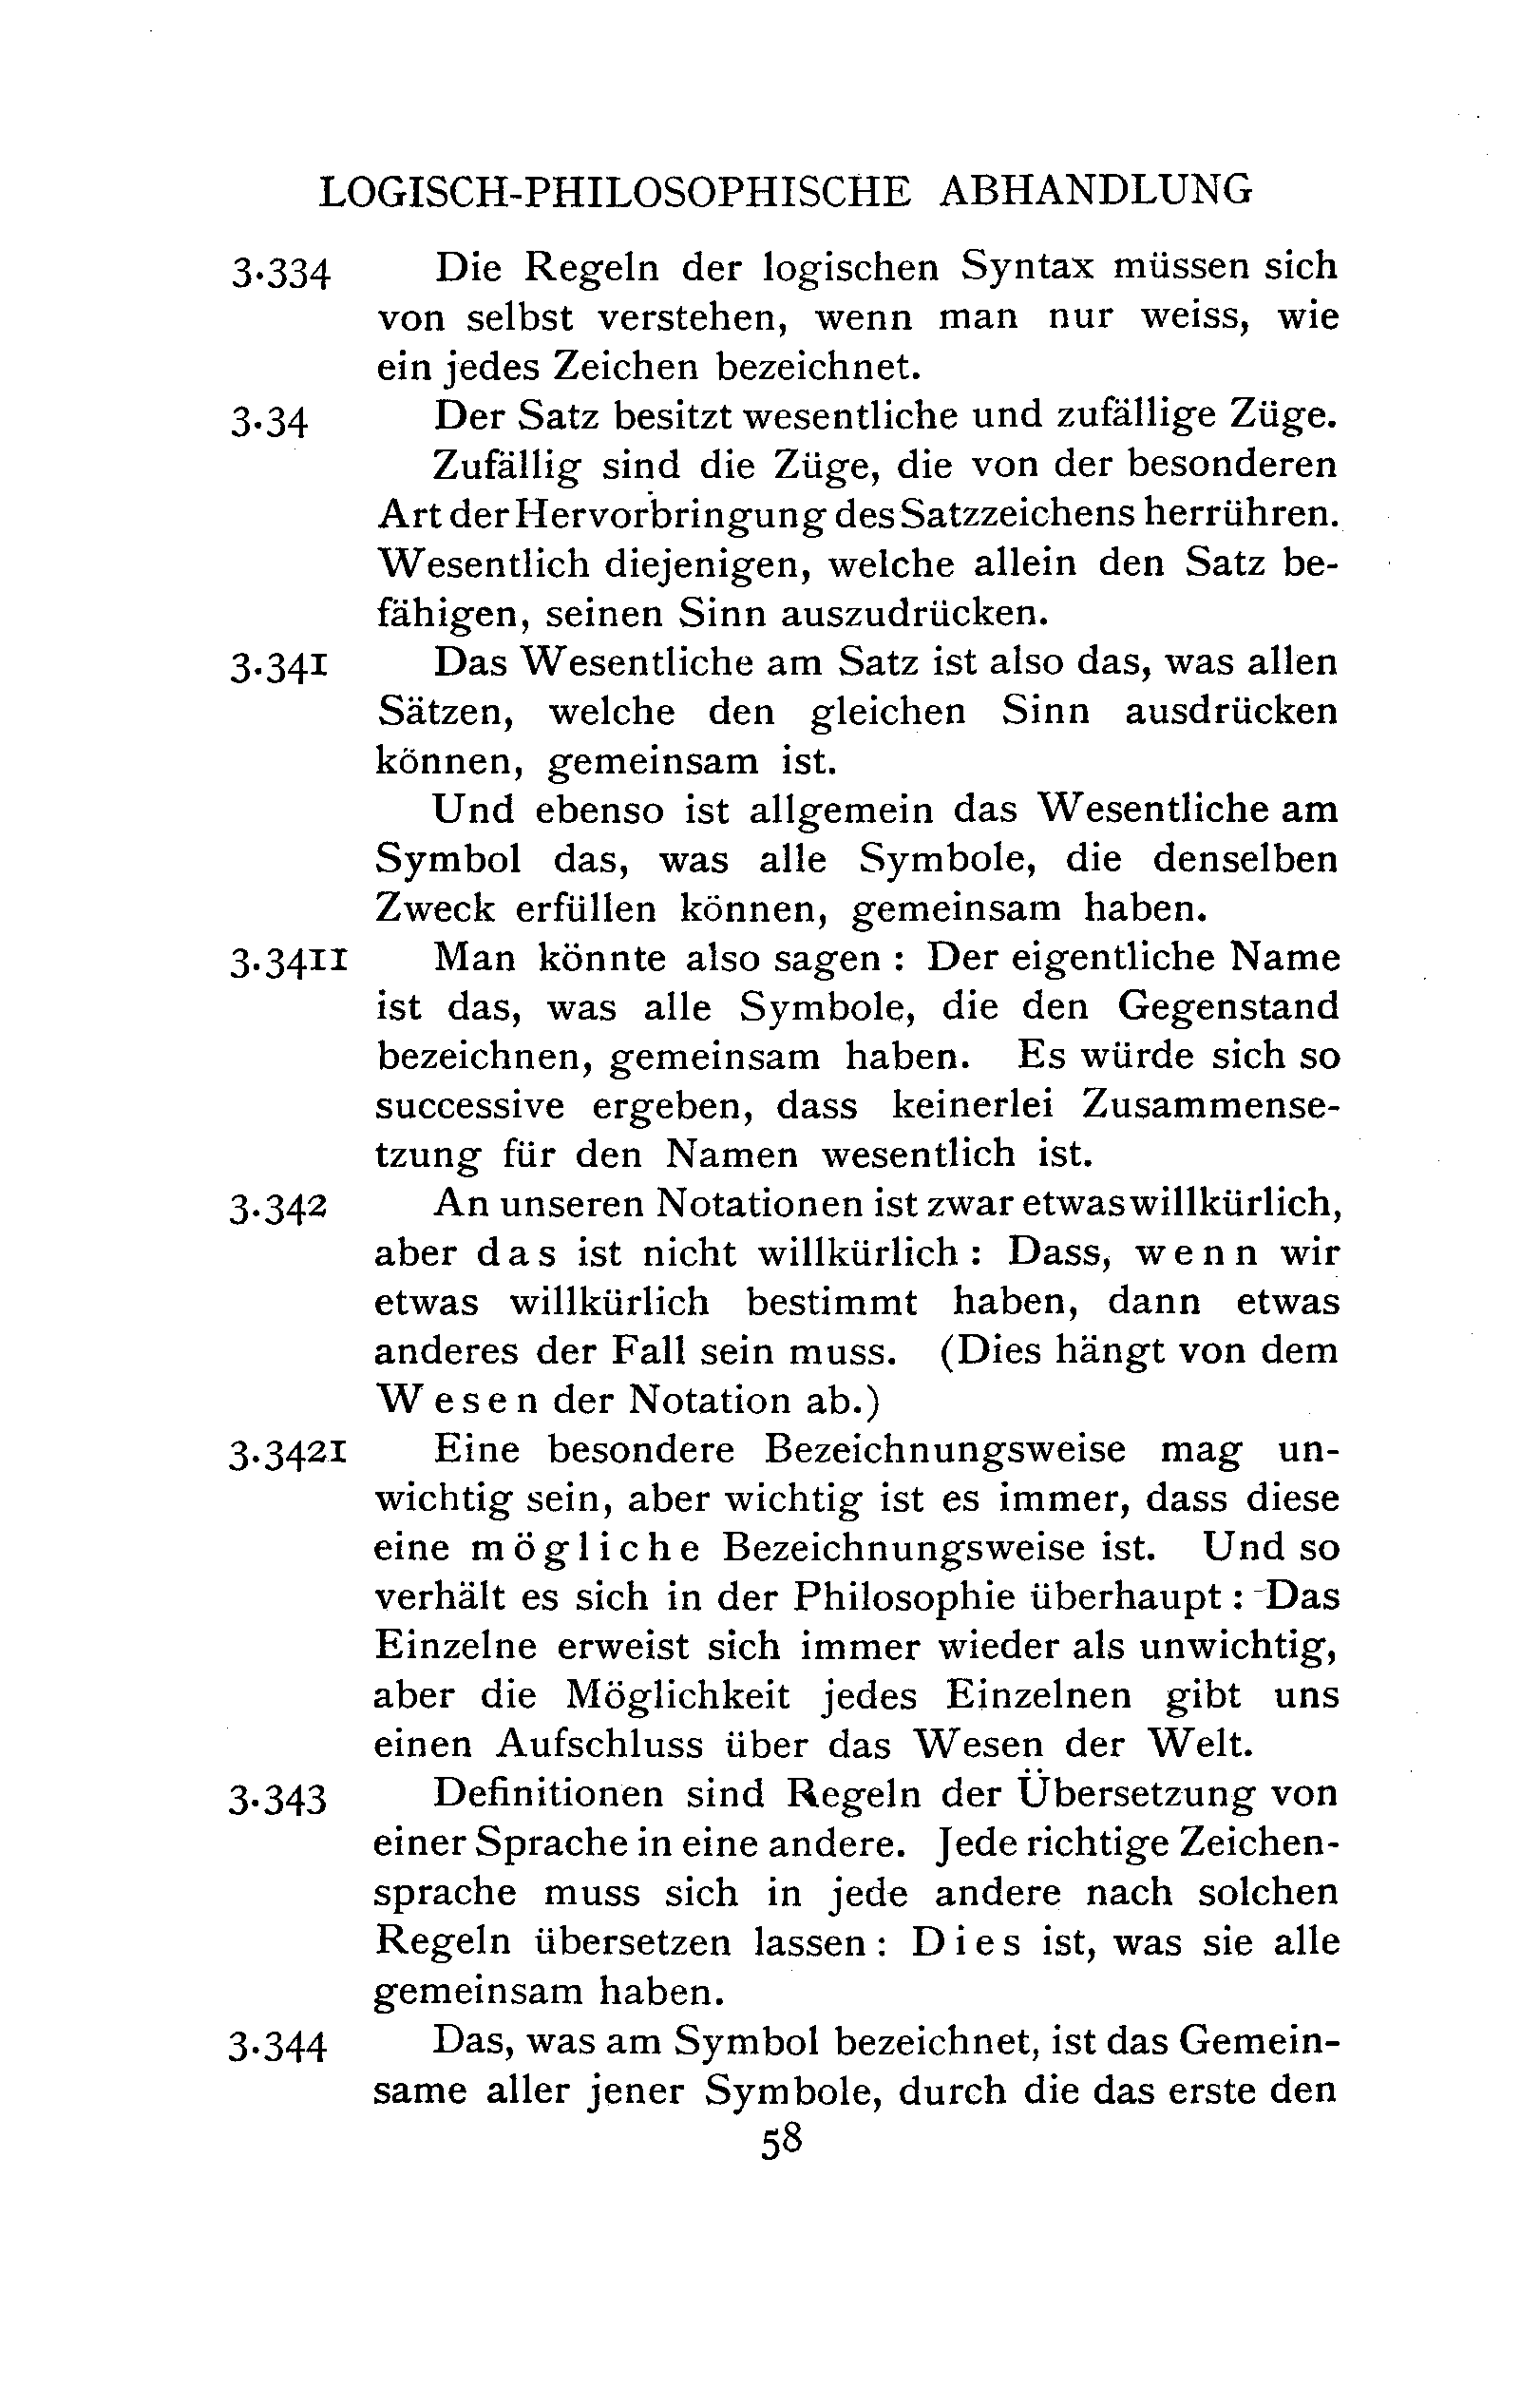 LOGISCH-PHILOSOPHISCHE ABHANDLUNG
3·334 Die Regeln der logischen Syntax müssen sich
von selbst verstehen, wenn man nur weiss, wie
ein jedes Zeichen bezeichnet.
3·34 Der Satz besitzt wesentliche und zufällige Züge.
Zufällig sind die Züge, die von der besonderen
Art der Hervorbringung des Satzzeichens herrühren.
Wesentlich diejenigen, welche allein den Satz be-
fähigen, seinen Sinn auszudrücken.
3·341 Das Wesentliche am Satz ist also das, was allen
Sätzen, welche den gleichen Sinn ausdrücken
können, gemeinsam ist.
Und ebenso ist allgemein das Wesentliche am
Symbol das, was alle Symbole, die denselben
Zweck erfüllen können, gemeinsam haben.
3·3411 Man könnte also sagen : Der eigentliche Name
ist das, was alle Symbole, die den Gegenstand
bezeichnen, gemeinsam haben. Es würde sich so
successive ergeben, dass keinerlei Zusammense-
tzung für den Namen wesentlich ist.
3·342 An unseren Notationen ist zwar etwas willkürlich,
aber d a s ist nicht willkürlich : Dass, w e n n wir
etwas willkürlich bestimmt haben, dann etwas
anderes der Fall sein muss. (Dies hängt von dem
W e s e n der Notation ab.)
3·3421 Eine besondere Bezeichnungsweise mag un-
wichtig sein, aber wichtig ist es immer, dass diese
eine m ö g l i c h e Bezeichnungsweise ist. Und so
verhält es sich in der Philosophie überhaupt : Das
Einzelne erweist sich immer wieder als unwichtig,
aber die Möglichkeit jedes Einzelnen gibt uns
einen Aufschluss über das Wesen der Welt.
3·343 Definitionen sind Regeln der Übersetzung von
einer Sprache in eine andere. Jede richtige Zeichen-
sprache muss sich in jede andere nach solchen
Regeln übersetzen lassen : D i e s ist, was sie alle
gemeinsam haben.
3·344 Das, was am Symbol bezeichnet, ist das Gemein-
same aller jener Symbole, durch die das erste den
58